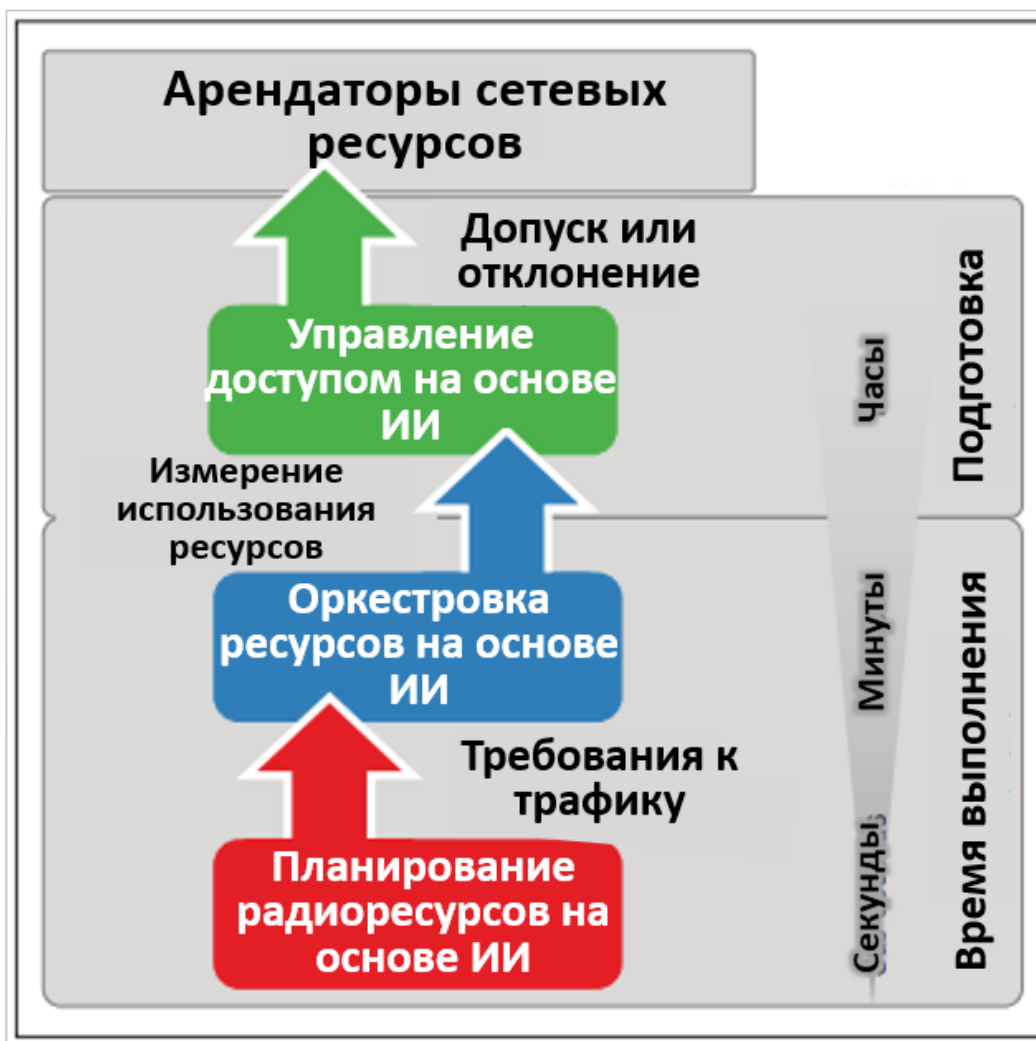 Арендаторы сетевых
ресурсов
Допуск или
отклонение
Управление
доступом на основе
ИИ
Измерение
использования
ресурсов
Оркестровка
ресурсов на основе
ИИ
Требования к
трафику
Планирование
радиоресурсов на
основе ИИ
Часы
Минуты
Секунды
Подготовка
Время выполнения